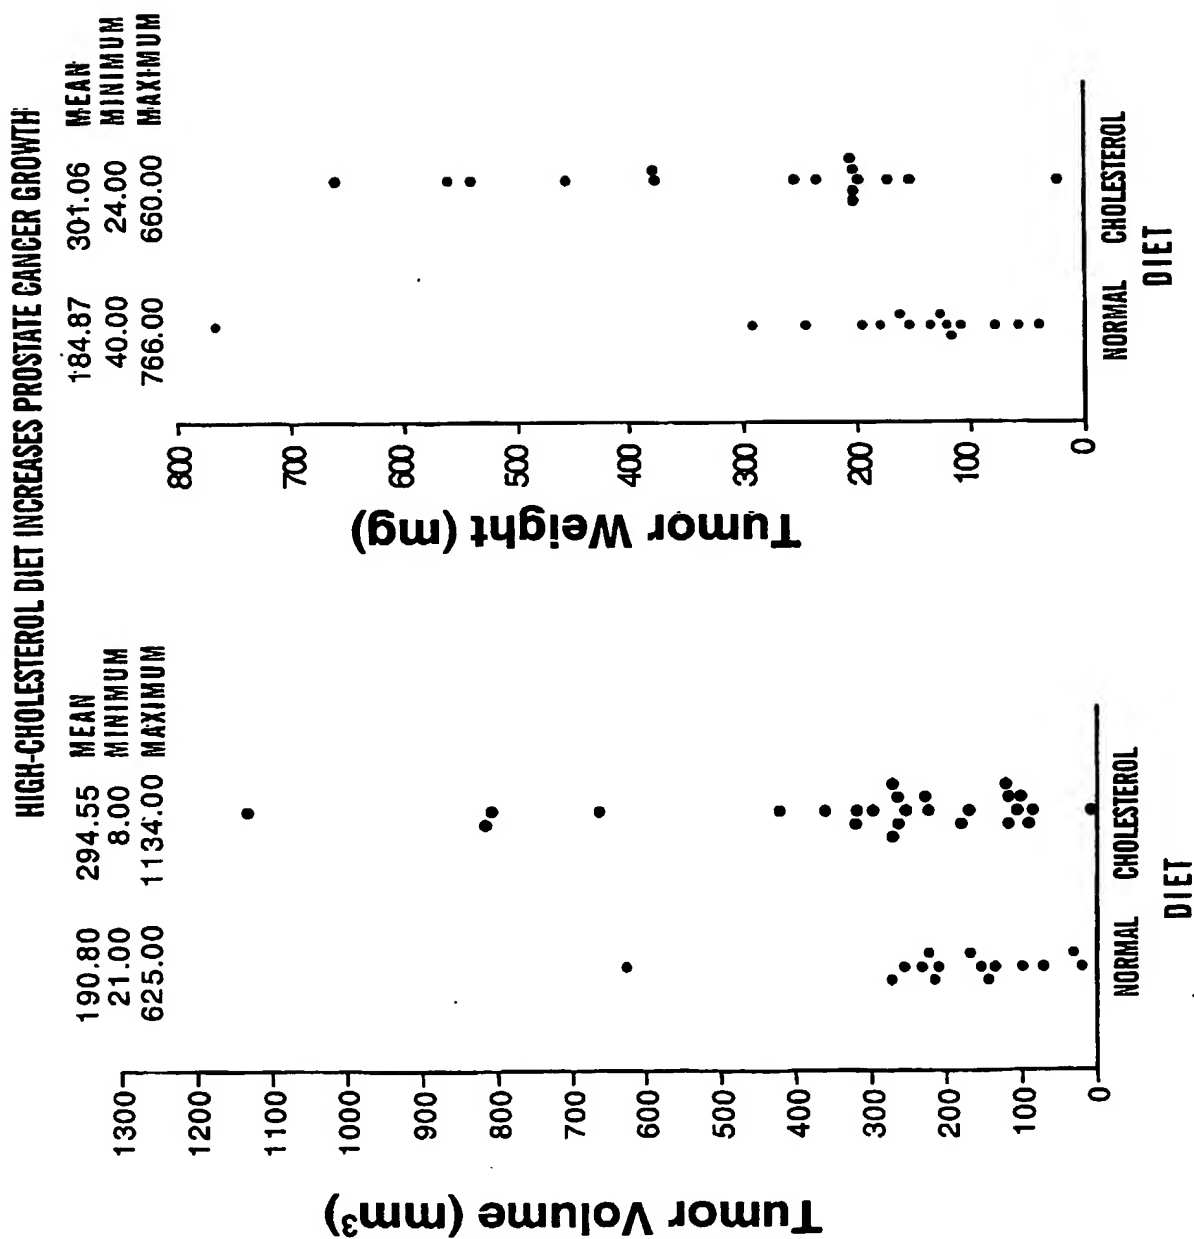 HIGH-CHOLESTEROL DIET INCREASES PROSTATE CANCER GROWTH
190.80 294.55 MEAN
21.00 8.00 MINIMUM
625.00 1134.00 MAXIMUM
1300
1200
1100
1000
900
800
700
600
500
400
300
200
100
0
Tumor Volume (mm³)
NORMAL CHOLESTEROL
DIET
184.87 301.06 MEAN
40.00 24.00 MINIMUM
766.00 660.00 MAXIMUM
800
700
600
500
400
300
200
100
0
Tumor Weight (mg)
NORMAL CHOLESTEROL
DIET